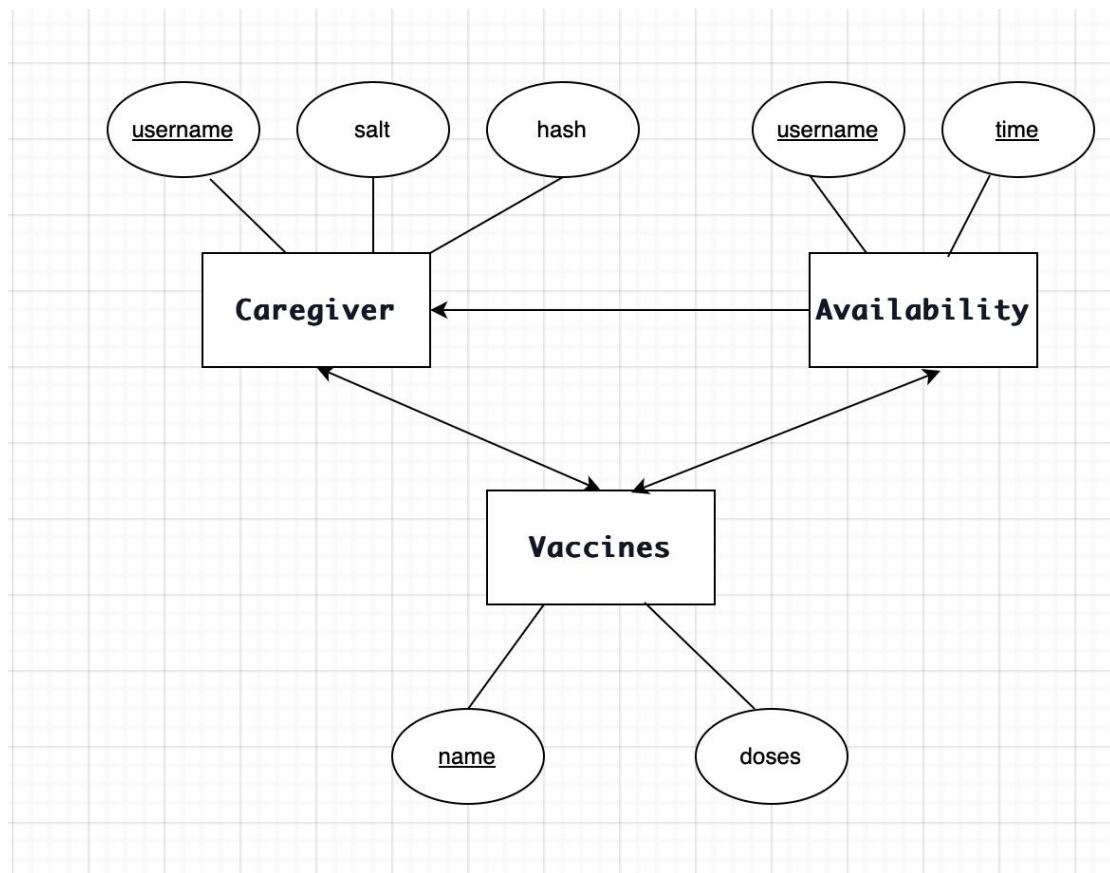 username
salt
hash
username
time
Caregiver
Availability
Vaccines
name
doses